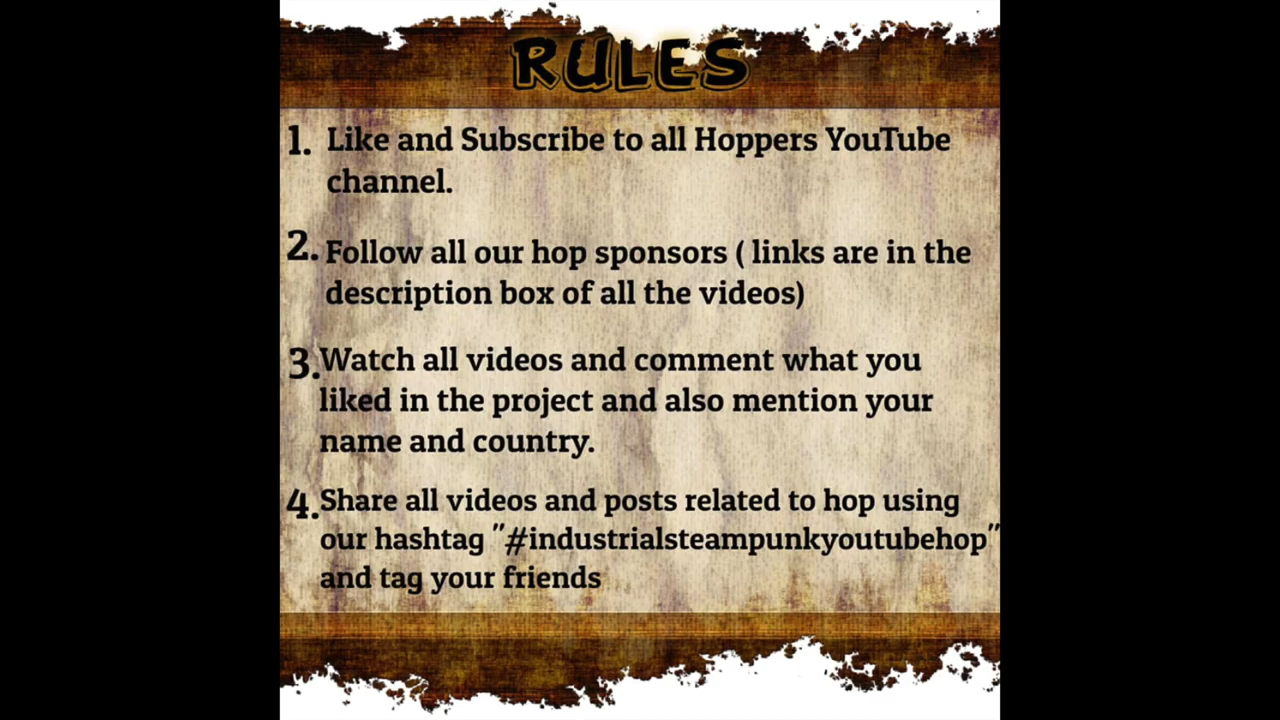 RULES
1. Like and Subscribe to all Hoppers YouTube
channel.
2. Follow all our hop sponsors ( links are in the
description box of all the videos)
3. Watch all videos and comment what you
liked in the project and also mention your
name and country.
4. Share all videos and posts related to hop using
our hashtag "#industrialsteampunkyoutubehop"
and tag your friends